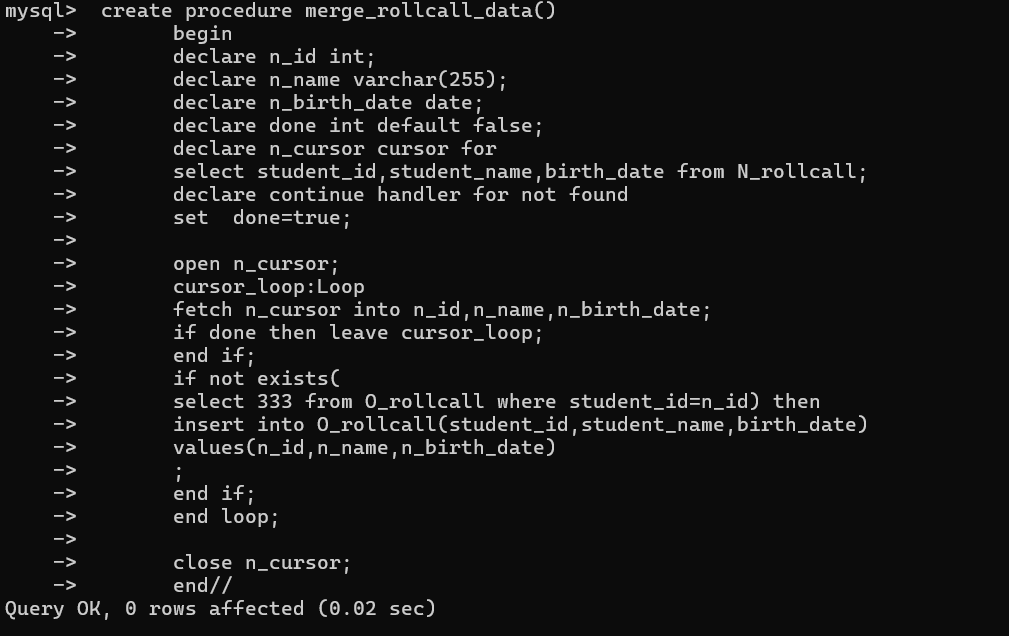 mysql>  create procedure merge_rollcall_data()
    ->        begin
    ->        declare n_id int;
    ->        declare n_name varchar(255);
    ->        declare n_birth_date date;
    ->        declare done int default false;
    ->        declare n_cursor cursor for
    ->        select student_id,student_name,birth_date from N_rollcall;
    ->        declare continue handler for not found
    ->        set  done=true;
    ->
    ->        open n_cursor;
    ->        cursor_loop:Loop
    ->        fetch n_cursor into n_id,n_name,n_birth_date;
    ->        if done then leave cursor_loop;
    ->        end if;
    ->        if not exists(
    ->        select 333 from O_rollcall where student_id=n_id) then
    ->        insert into O_rollcall(student_id,student_name,birth_date)
    ->        values(n_id,n_name,n_birth_date)
    ->        ;
    ->        end if;
    ->        end loop;
    ->
    ->        close n_cursor;
    ->        end//
Query OK, 0 rows affected (0.02 sec)